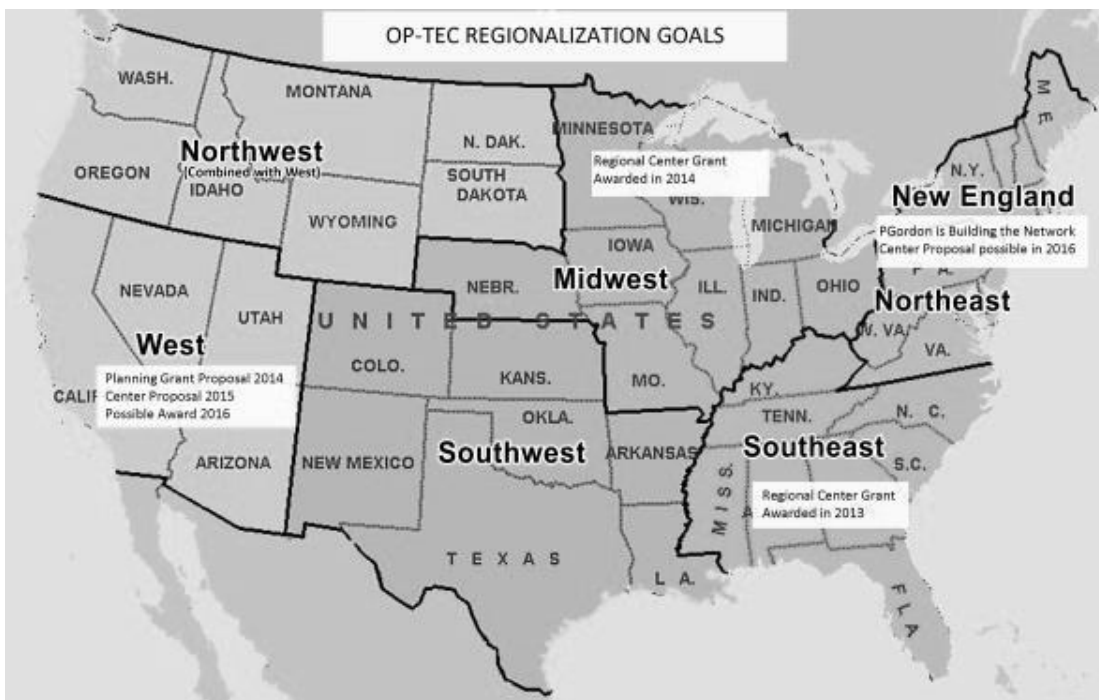 OP-TEC REGIONALIZATION GOALS
WASH.
MONTANA
N. DAK.
MINNESOTA
M E
OREGON
Northwest
(Combined with West)
IDAHO
SOUTH
DAKOTA
Regional Center Grant
Awarded in 2014
WIS.
N.Y.
WYOMING
MICHIGAN
New England
PGordon is Building the Network
Center Proposal possible in 2016
IOWA
NEVADA
NEBR.
Midwest
ILL.
IND.
OHIO
P A.
Northeast
UTAH
UNITED STATES
W. VA.
VA.
West
Planning Grant Proposal 2014
Center Proposal 2015
Possible Award 2016
CALIF
COLO.
KANS.
MO.
KY.
TENN.
N. C.
OKLA.
Southwest
ARKANSAS
Southeast
ARIZONA
NEW MEXICO
S.C.
MISS.
A
Regional Center Grant
Awarded in 2013
TEXAS
L A.
FLA